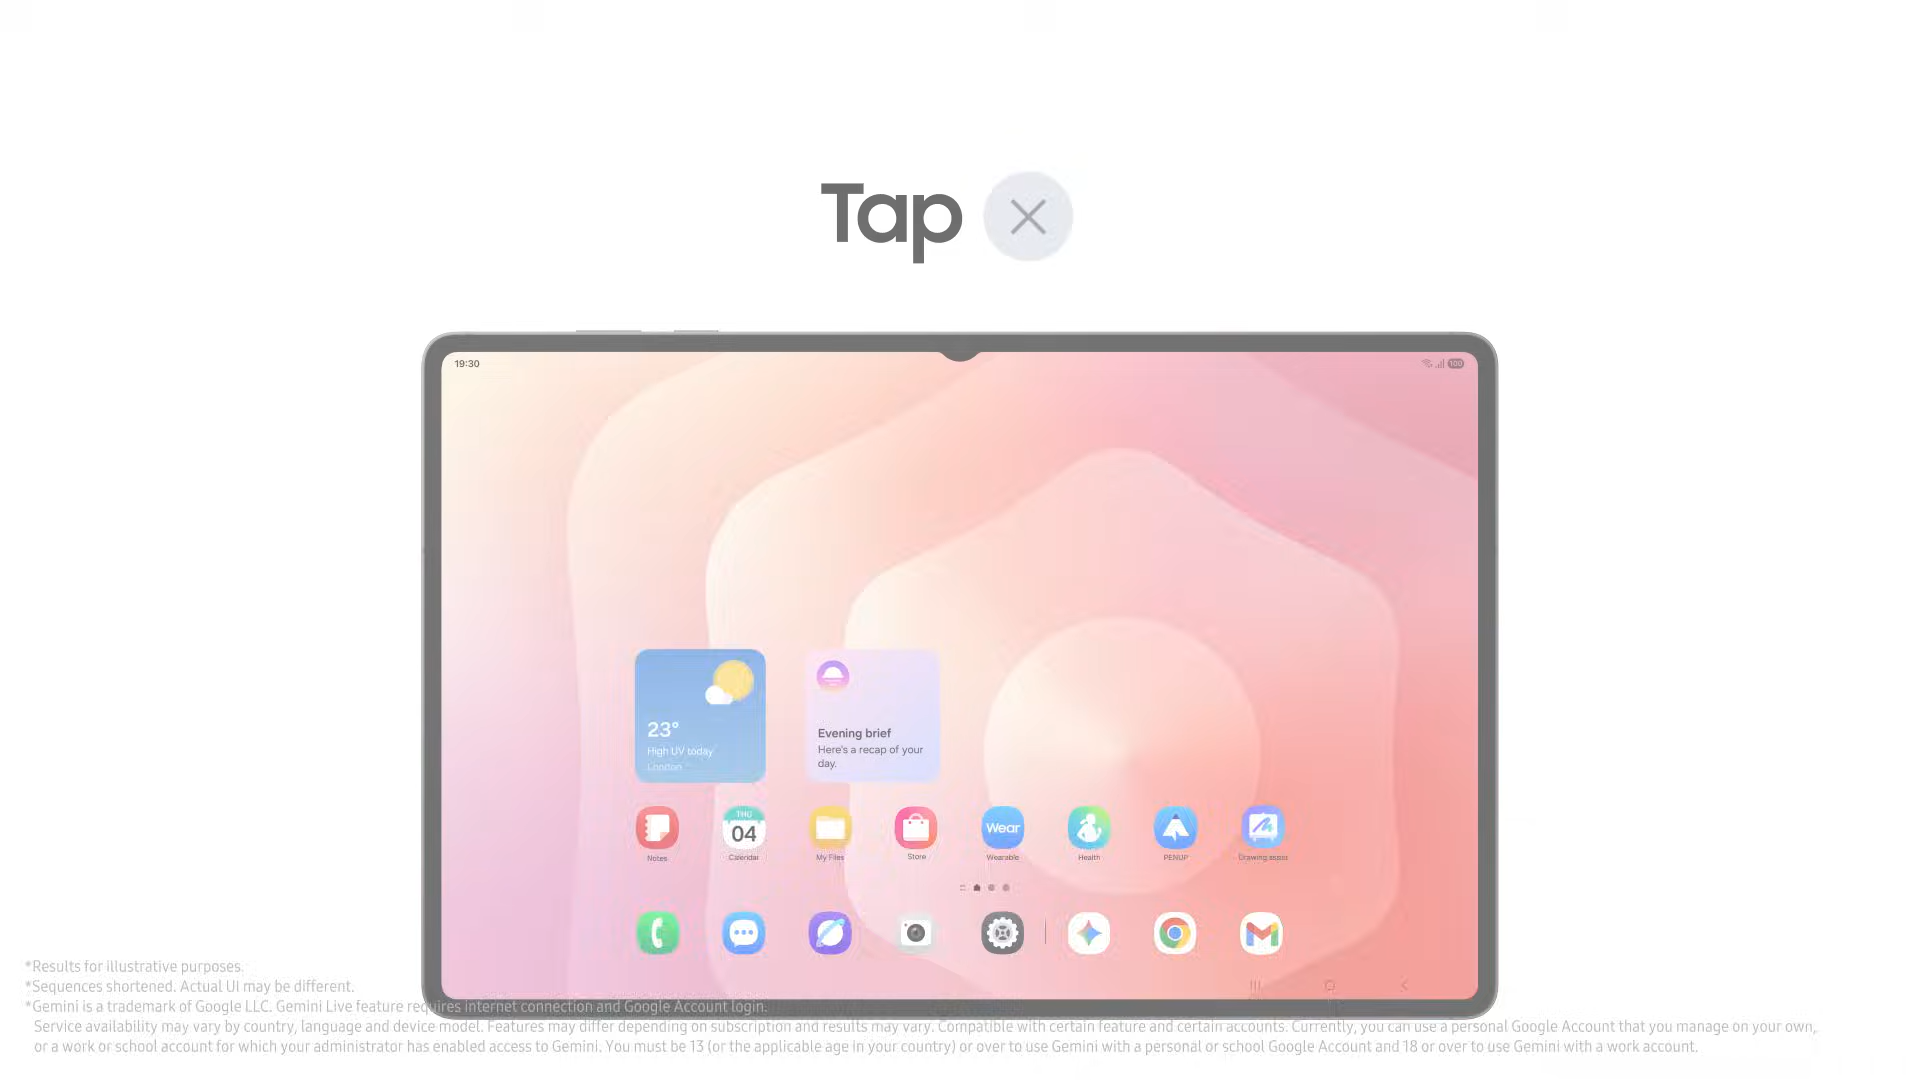 Tap
19:30
100
23°
High UV today
London
Evening brief
Here's a recap of your
day.
THU
04
Wear
Notes
Calendar
My Files
Store
Wearable
Health
PENUP
Drawing assist
*Results for illustrative purposes.
*Sequences shortened. Actual UI may be different.
*Gemini is a trademark of Google LLC. Gemini Live feature requires internet connection and Google Account login.
Service availability may vary by country, language and device model. Features may differ depending on subscription and results may vary. Compatible with certain feature and certain accounts. Currently, you can use a personal Google Account that you manage on your own,
or a work or school account for which your administrator has enabled access to Gemini. You must be 13 (or the applicable age in your country) or over to use Gemini with a personal or school Google Account and 18 or over to use Gemini with a work account.